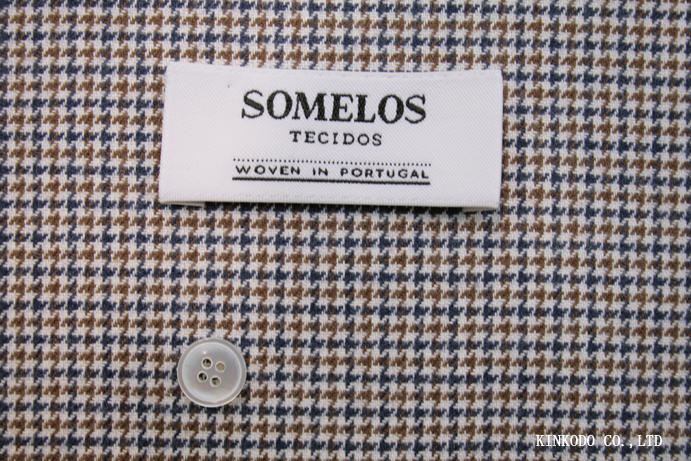 SOMELOS
TECIDOS
WOVEN IN PORTUGAL
KINKODO CO.,LTD